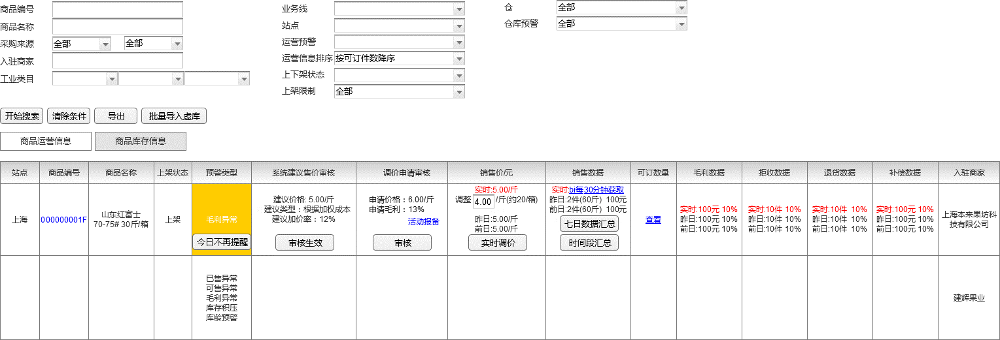 商品编号
商品名称
采购来源 全部 全部
入驻商家
工业类目
业务线
站点
运营预警
运营信息排序 按可订件数降序
上下架状态
上架限制 全部
仓 全部
仓库预警 全部
开始搜索 清除条件 导出 批量导入虚库
商品运营信息 商品库存信息
站点 商品编号 商品名称 上架状态 预警类型 系统建议售价审核 调价申请审核 销售价/元 销售数据 可订数量 毛利数据 拒收数据 退货数据 补偿数据 入驻商家
上海
000000001F
山东红富士
70-75# 30斤/箱
上架
毛利异常
今日不再提醒
建议价格: 5.00/斤
建议类型：根据加权成本
建议加价率：12%
审核生效
申请价格：6.00/斤
申请毛利：13%
活动报备
审核
实时:5.00/斤
调整 4.00 /斤(约20/箱)
昨日:5.00/斤
前日:5.00/斤
实时调价
实时:bi每30分钟获取
昨日:2件(60斤) 100元
前日:2件(60斤) 100元
七日数据汇总
时间段汇总
查看
实时:100元 10%
昨日:100元 10%
前日:100元 10%
实时:10件 10%
昨日:10件 10%
前日:10件 10%
实时:10件 10%
昨日:10件 10%
前日:10件 10%
实时:100元 10%
昨日:100元 10%
前日:100元 10%
上海本来果坊科
技有限公司
已售异常
可售异常
毛利异常
库存积压
库龄预警
建辉果业